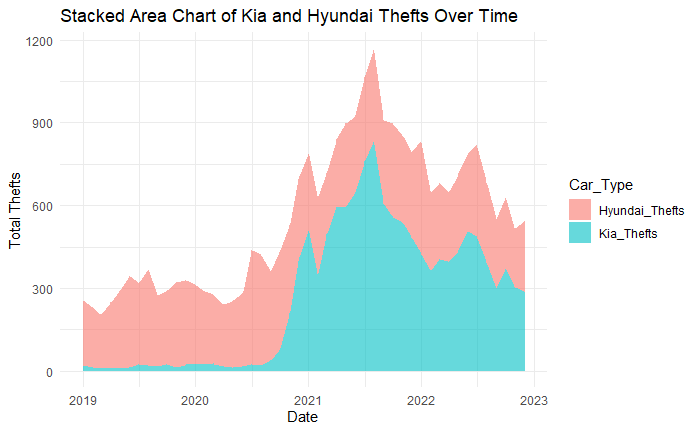 Stacked Area Chart of Kia and Hyundai Thefts Over Time
1200
900
600
300
0
Total Thefts
2019
2020
2021
2022
2023
Date
Car_Type
Hyundai_Thefts
Kia_Thefts